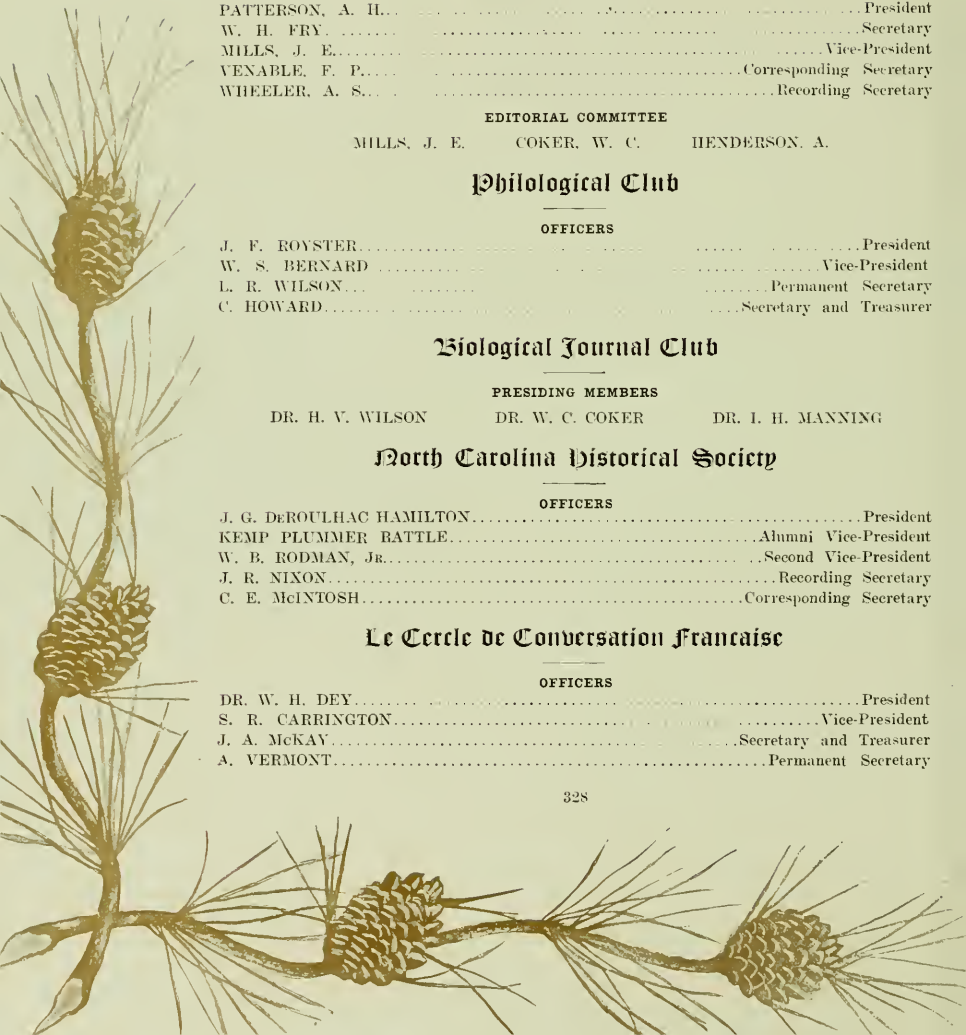 PATTERSON, A. H. President
W. H. FRY Secretary
MILLS, J. E. Vice-President
VENABLE, F. P. Corresponding Secretary
WHEELER, A. S. Recording Secretary
EDITORIAL COMMITTEE
MILLS, J. E. COKER, W. C. HENDERSON, A.
Philological Club
OFFICERS
J. F. ROYSTER President
W. S. BERNARD Vice-President
L. R. WILSON Permanent Secretary
C. HOWARD Secretary and Treasurer
Biological Journal Club
PRESIDING MEMBERS
DR. H. V. WILSON DR. W. C. COKER DR. I. H. MANNING
North Carolina Historical Society
OFFICERS
J. G. DeROULHAC HAMILTON President
KEMP PLUMMER BATTLE Alumni Vice-President
W. B. RODMAN, Jr. Second Vice-President
J. R. NIXON Recording Secretary
C. E. McINTOSH Corresponding Secretary
Le Cercle de Conversation Francaise
OFFICERS
DR. W. H. DEY President
S. R. CARRINGTON Vice-President
J. A. McKAY Secretary and Treasurer
A. VERMONT Permanent Secretary
328